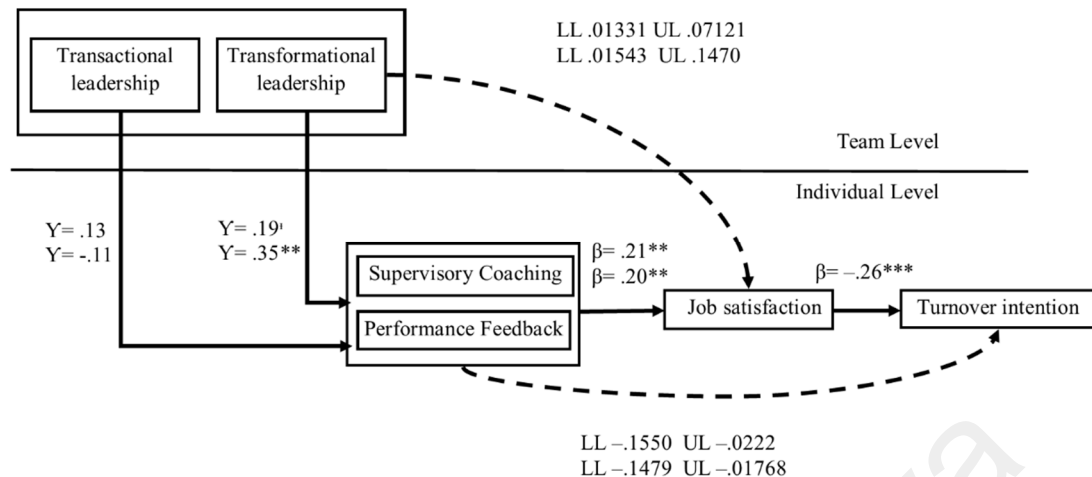 LL .01331 UL .07121
LL .01543 UL .1470
Transactional
leadership
Transformational
leadership
Team Level
Individual Level
ϒ= .13
ϒ= -.11
ϒ= .19ᶧ
ϒ= .35**
β= .21**
β= .20**
β= –.26***
Supervisory Coaching
Performance Feedback
Job satisfaction
Turnover intention
LL –.1550 UL –.0222
LL –.1479 UL –.01768